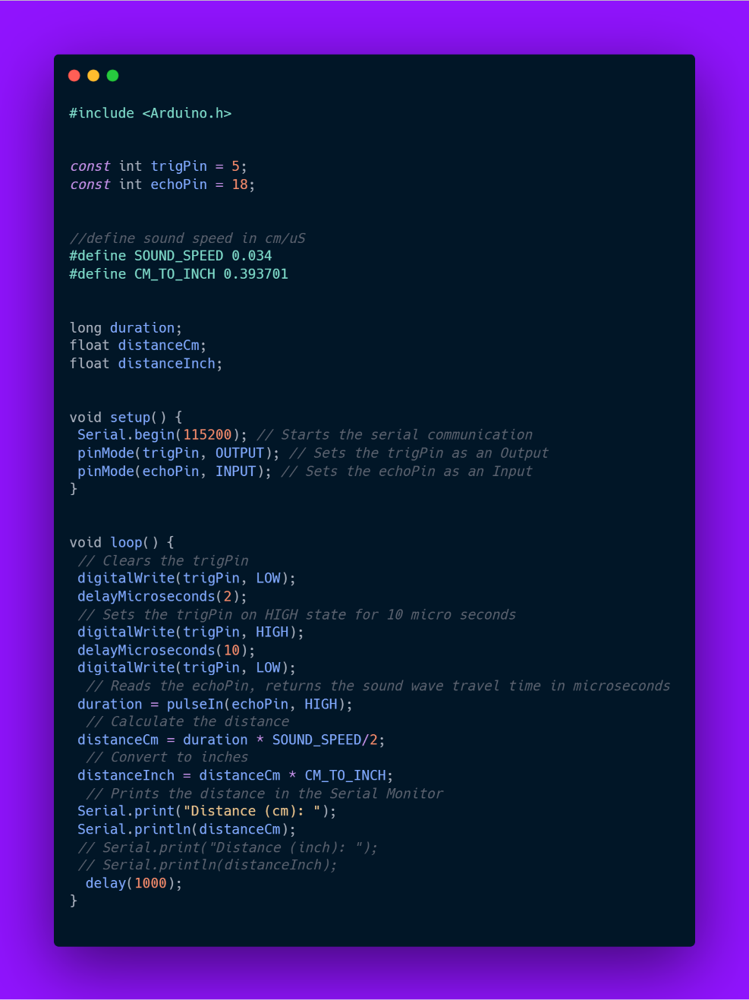 #include <Arduino.h>
const int trigPin = 5;
const int echoPin = 18;
//define sound speed in cm/uS
#define SOUND_SPEED 0.034
#define CM_TO_INCH 0.393701
long duration;
float distanceCm;
float distanceInch;
void setup() {
 Serial.begin(115200); // Starts the serial communication
 pinMode(trigPin, OUTPUT); // Sets the trigPin as an Output
 pinMode(echoPin, INPUT); // Sets the echoPin as an Input
}
void loop() {
 // Clears the trigPin
 digitalWrite(trigPin, LOW);
 delayMicroseconds(2);
 // Sets the trigPin on HIGH state for 10 micro seconds
 digitalWrite(trigPin, HIGH);
 delayMicroseconds(10);
 digitalWrite(trigPin, LOW);
  // Reads the echoPin, returns the sound wave travel time in microseconds
 duration = pulseIn(echoPin, HIGH);
  // Calculate the distance
 distanceCm = duration * SOUND_SPEED/2;
  // Convert to inches
 distanceInch = distanceCm * CM_TO_INCH;
  // Prints the distance in the Serial Monitor
 Serial.print("Distance (cm): ");
 Serial.println(distanceCm);
 // Serial.print("Distance (inch): ");
 // Serial.println(distanceInch);
  delay(1000);
}